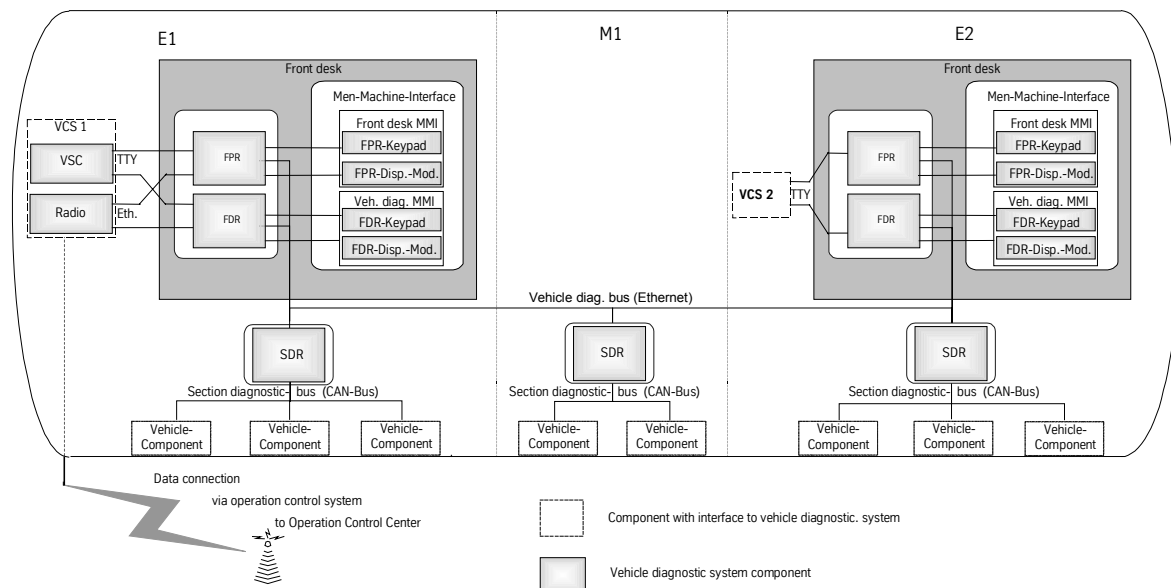 E1
M1
E2
Front desk
Front desk
Men-Machine-Interface
Men-Machine-Interface
VCS 1
VSC
TTY
Radio
Eth.
FPR
FDR
Front desk MMI
FPR-Keypad
FPR-Disp.-Mod.
Veh. diag. MMI
FDR-Keypad
FDR-Disp.-Mod.
VCS 2
TTY
FPR
FDR
Front desk MMI
FPR-Keypad
FPR-Disp-Mod.
Veh. diag. MMI
FDR-Keypad
FDR-Disp.-Mod.
Vehicle diag. bus (Ethernet)
SDR
SDR
SDR
Section diagnostic- bus (CAN-Bus)
Section diagnostic- bus (CAN-Bus)
Section diagnostic- bus (CAN-Bus)
Vehicle-
Component
Vehicle-
Component
Vehicle-
Component
Vehicle-
Component
Vehicle-
Component
Vehicle-
Component
Vehicle-
Component
Vehicle-
Component
Data connection
via operation control system
to Operation Control Center
Component with interface to vehicle diagnostic. system
Vehicle diagnostic system component